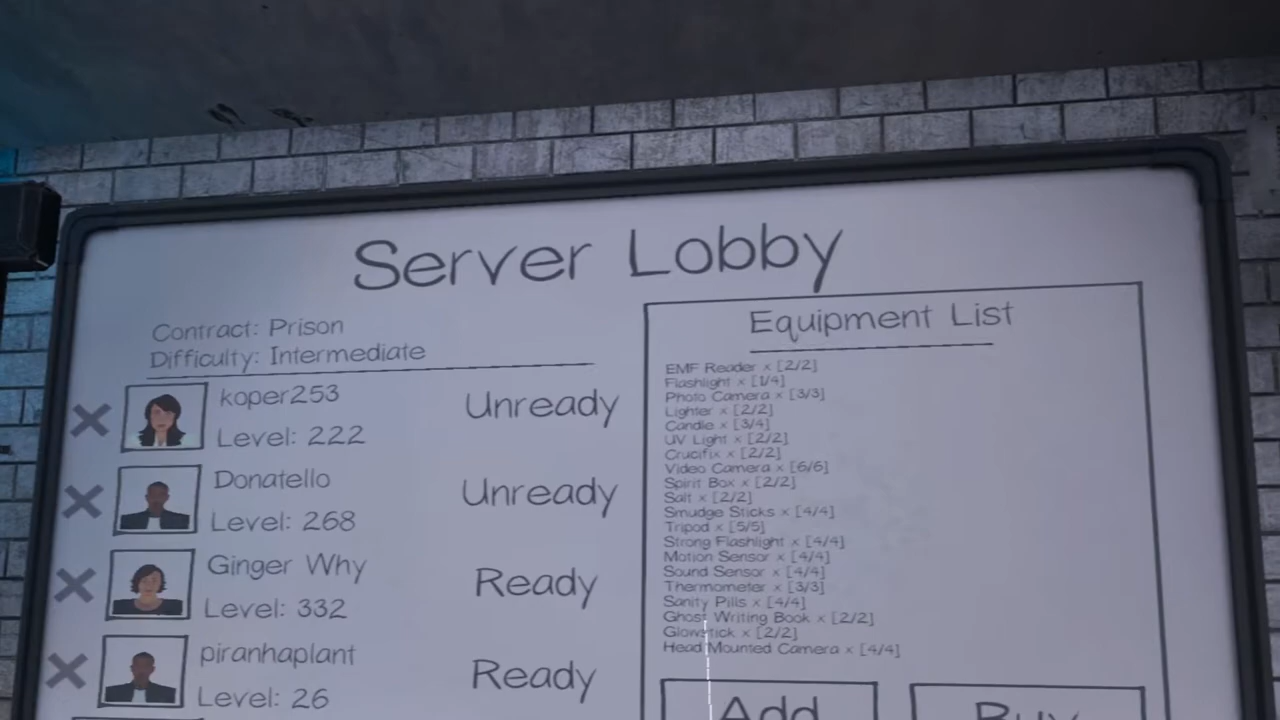 Server Lobby
Contract: Prison
Difficulty: Intermediate
koper253
Level: 222
Unready
Donatello
Level: 268
Unready
Ginger Why
Level: 332
Ready
piranhaplant
Level: 26
Ready
Equipment List
EMF Reader x [2/2]
Flashlight x [1/4]
Photo Camera x [3/3]
Lighter x [2/2]
Candle x [3/4]
UV Light x [2/2]
Crucifix x [2/2]
Video Camera x [6/6]
Spirit Box x [2/2]
Salt x [2/2]
Smudge Sticks x [4/4]
Tripod x [5/5]
Strong Flashlight x [4/4]
Motion Sensor x [4/4]
Sound Sensor x [4/4]
Thermometer x [3/3]
Sanity Pills x [4/4]
Ghost Writing Book x [2/2]
Glowstick x [2/2]
Head Mounted Camera x [4/4]
Add
Buy